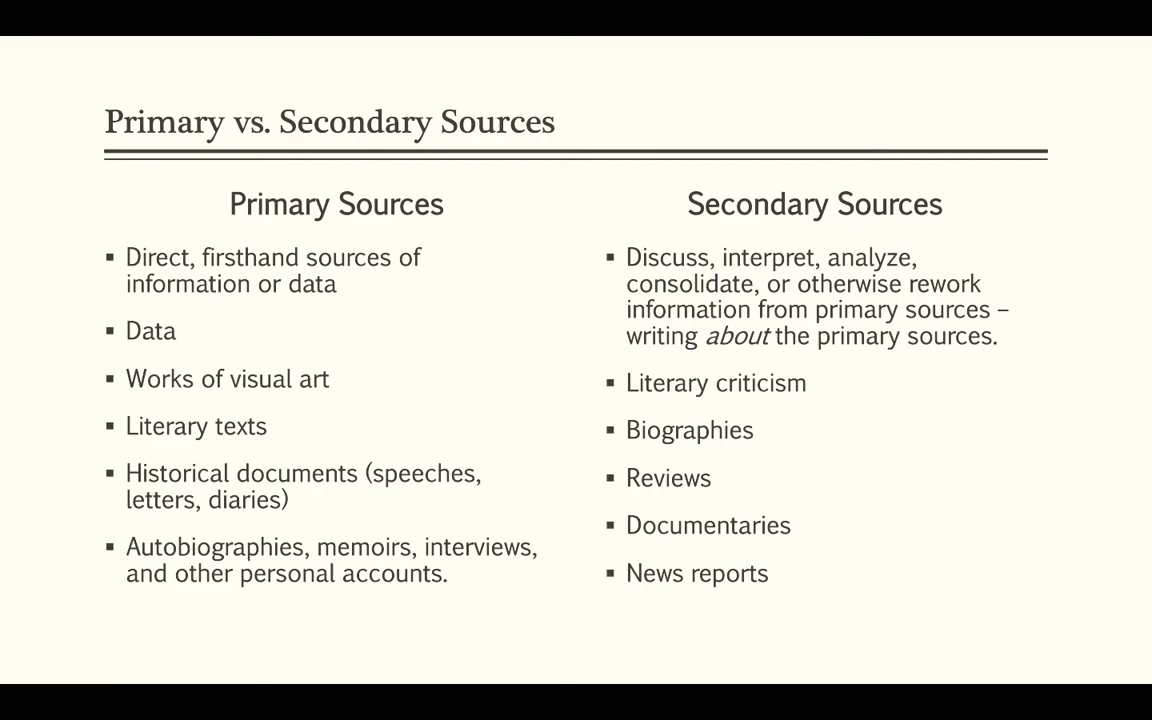 Primary vs. Secondary Sources
Primary Sources
▪ Direct, firsthand sources of
information or data
▪ Data
▪ Works of visual art
▪ Literary texts
▪ Historical documents (speeches,
letters, diaries)
▪ Autobiographies, memoirs, interviews,
and other personal accounts.
Secondary Sources
▪ Discuss, interpret, analyze,
consolidate, or otherwise rework
information from primary sources –
writing about the primary sources.
▪ Literary criticism
▪ Biographies
▪ Reviews
▪ Documentaries
▪ News reports